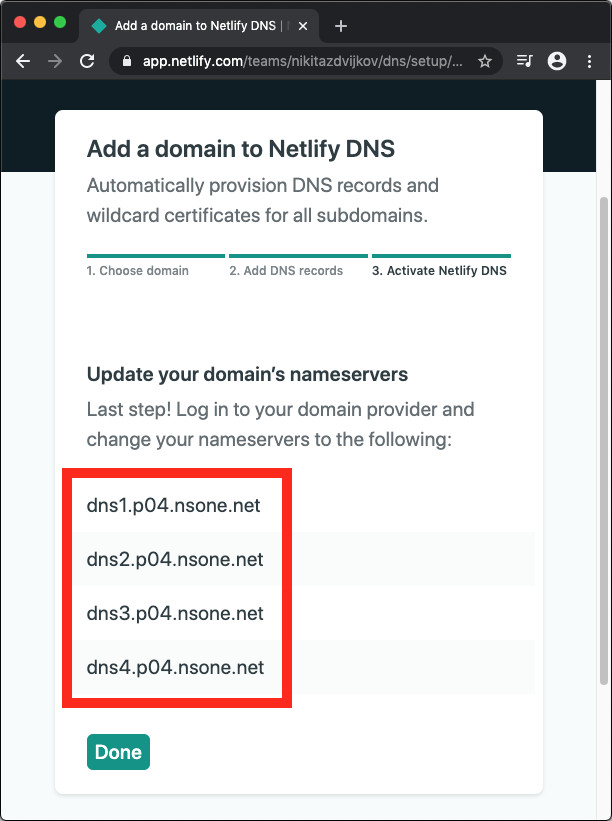 Add a domain to Netlify DNS |
app.netlify.com/teams/nikitazdvijkov/dns/setup/...
Add a domain to Netlify DNS
Automatically provision DNS records and
wildcard certificates for all subdomains.
1. Choose domain
2. Add DNS records
3. Activate Netlify DNS
Update your domain’s nameservers
Last step! Log in to your domain provider and
change your nameservers to the following:
dns1.p04.nsone.net
dns2.p04.nsone.net
dns3.p04.nsone.net
dns4.p04.nsone.net
Done